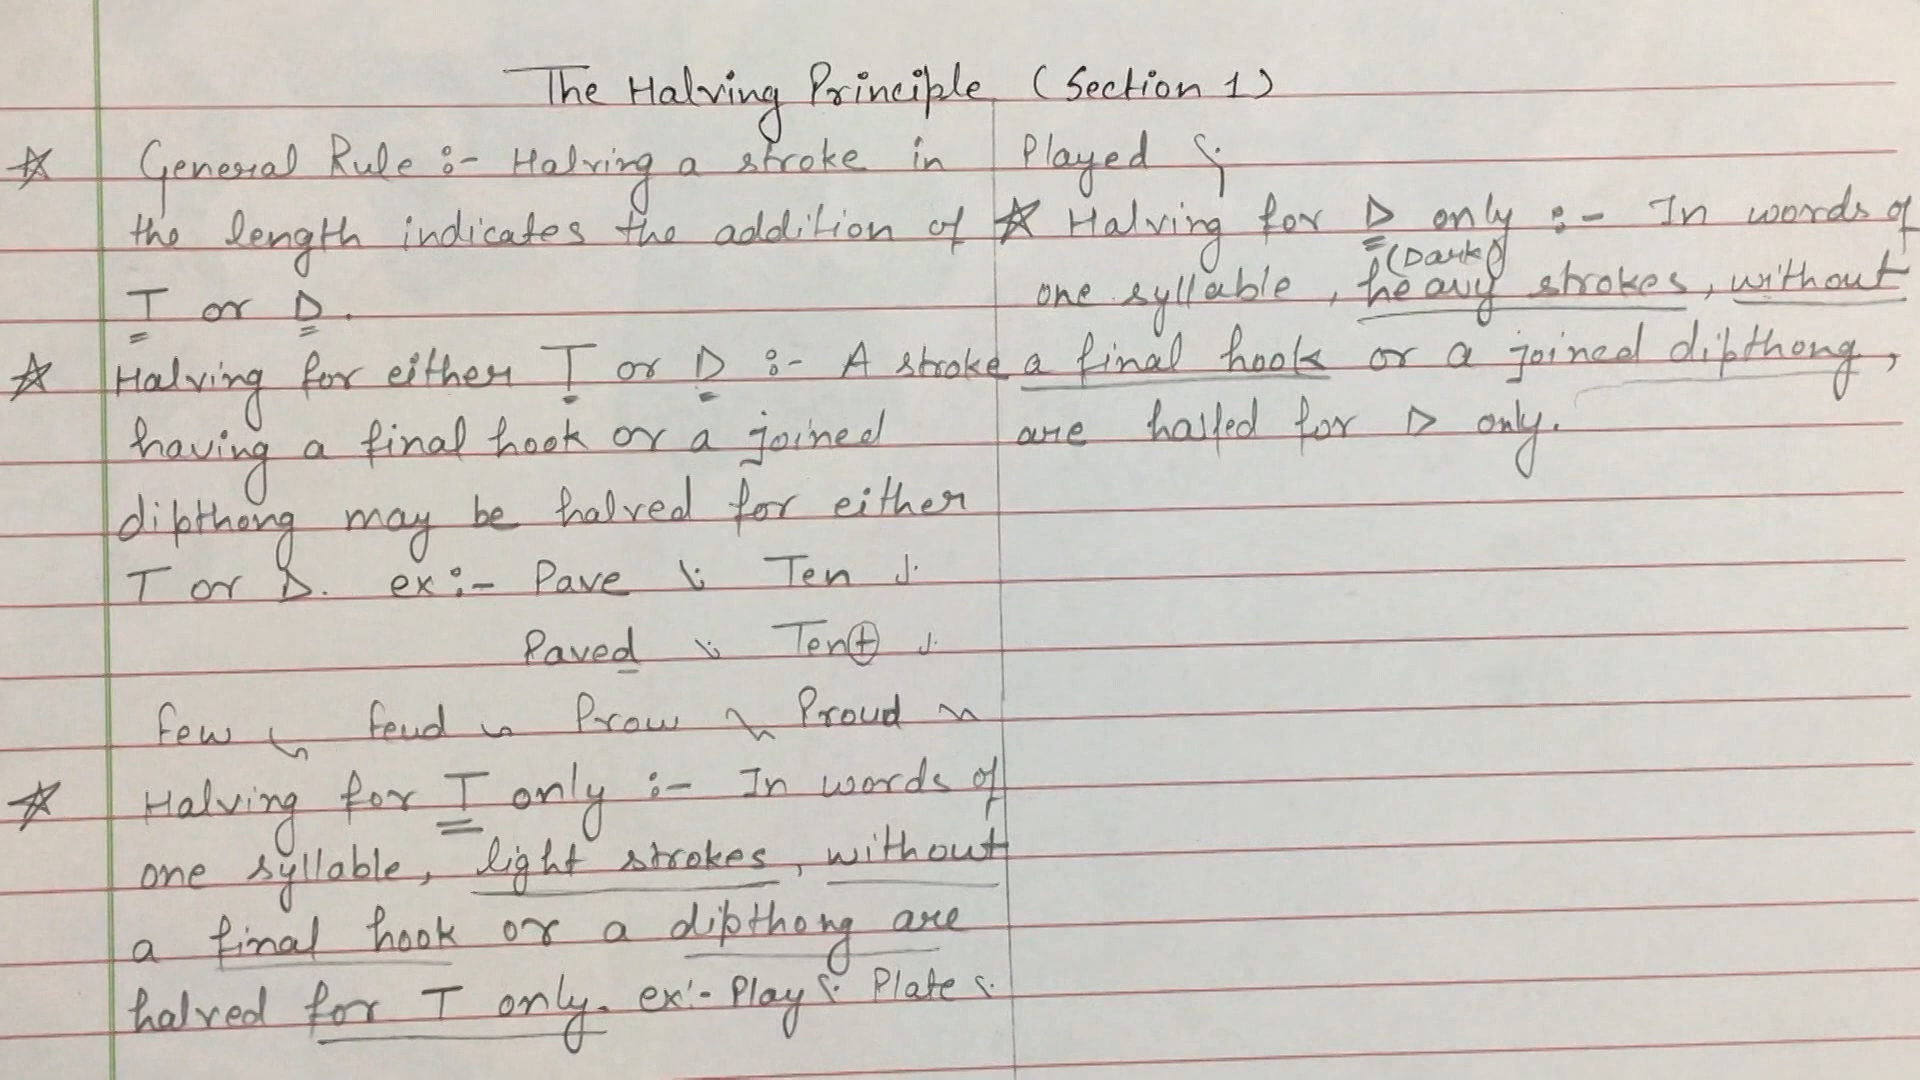 The Halving Principle (Section 1)
☆ General Rule :- Halving a stroke in
the length indicates the addition of
T or D.
☆ Halving for either T or D :- A stroke
having a final hook or a joined
dipthong may be halved for either
T or D. ex:- Pave Ten
Paved Tent
few feud Prow Proud
☆ Halving for T only :- In words of
one syllable, light strokes, without
a final hook or a dipthong are
halved for T only. ex:- Play Plate
Played
☆ Halving for D only :- In words of
(Dark)
one syllable, heavy strokes, without
a final hook or a joined dipthong,
are halfed for D only.